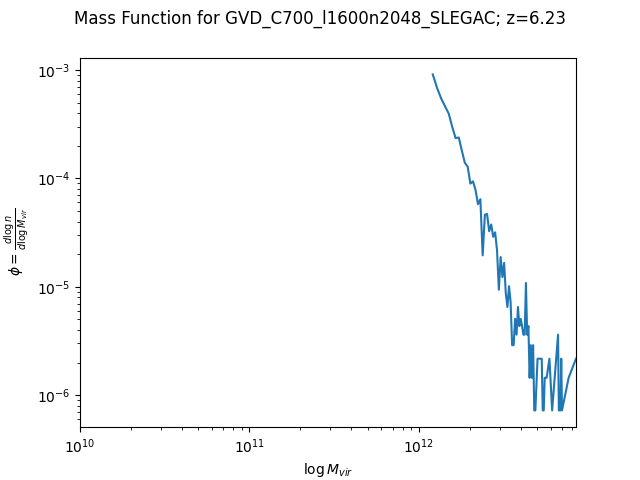 Mass Function for GVD_C700_l1600n2048_SLEGAC; z=6.23
10⁻³
10⁻⁴
10⁻⁵
10⁻⁶
ϕ = d log n / d log M_vir
10¹⁰ 10¹¹ 10¹²
log M_vir